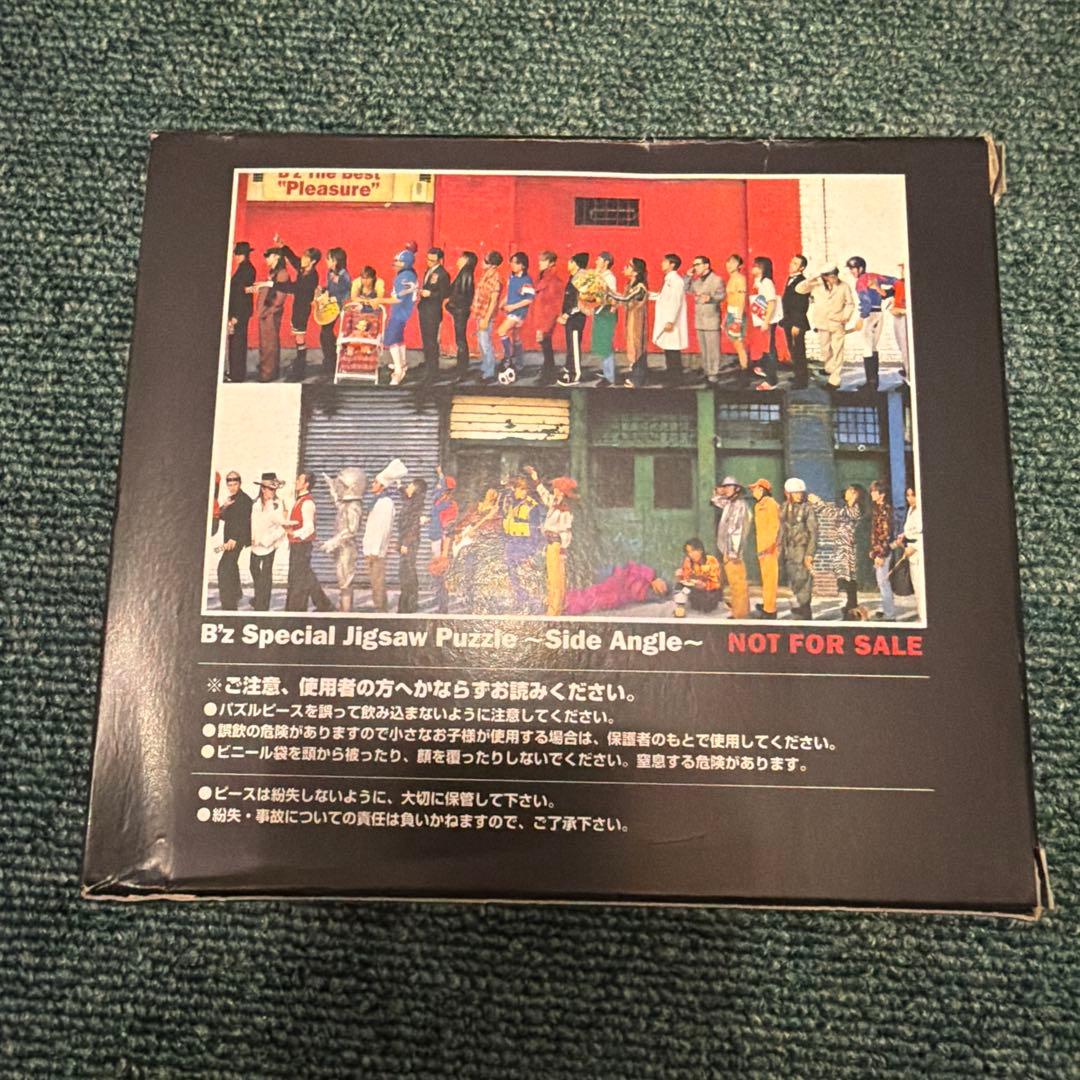 B'z The Best
"Pleasure"
B'z Special Jigsaw Puzzle ～Side Angle～ NOT FOR SALE
※ご注意、使用者の方へかならずお読みください。
●パズルピースを誤って飲み込まないように注意してください。
●誤飲の危険がありますので小さなお子様が使用する場合は、保護者のもとで使用してください。
●ビニール袋を頭から被ったり、顔を覆ったりしないでください。窒息する危険があります。
●ピースは紛失しないように、大切に保管して下さい。
●紛失・事故についての責任は負いかねますので、ご了承下さい。